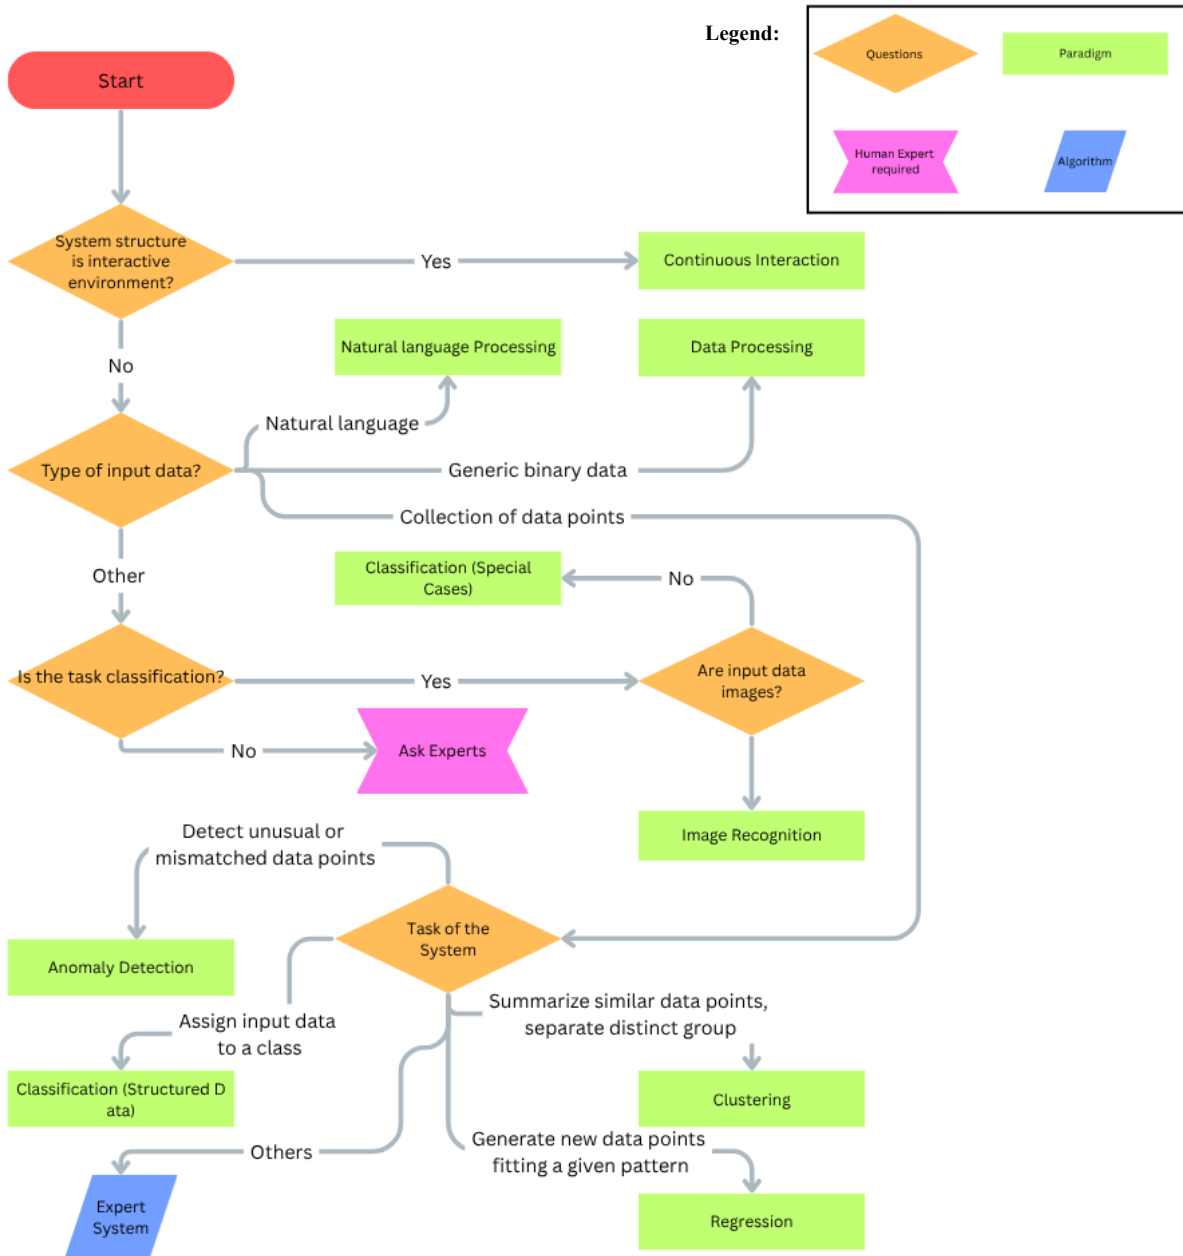 Legend:
Questions
Paradigm
Human Expert
required
Algorithm
Start
System structure
is interactive
environment?
Yes
Continuous Interaction
No
Natural language Processing
Data Processing
Natural language
Type of input data?
Generic binary data
Collection of data points
Other
Classification (Special
Cases)
No
Is the task classification?
Yes
Are input data
images?
No
Ask Experts
Image Recognition
Detect unusual or
mismatched data points
Task of the
System
Anomaly Detection
Summarize similar data points,
separate distinct group
Assign input data
to a class
Classification (Structured D
ata)
Clustering
Others
Generate new data points
fitting a given pattern
Expert
System
Regression